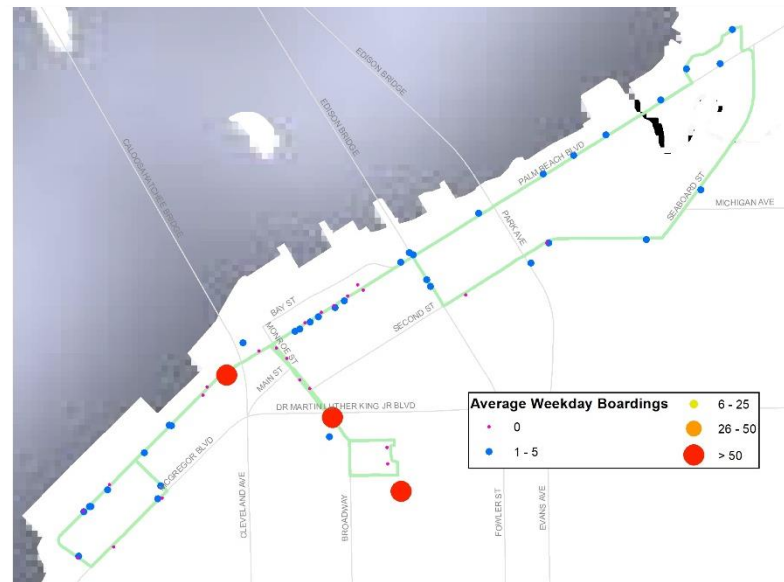 EDISON BRIDGE
EDISON BRIDGE
CALOOSAHATCHEE BRIDGE
PALM BEACH BLVD
PARK AVE
SEABOARD ST
MICHIGAN AVE
BAY ST
SECOND ST
MONROE ST
MAIN ST
DR MARTIN LUTHER KING JR BLVD
MCGREGOR BLVD
CLEVELAND AVE
BROADWAY
FOWLER ST
EVANS AVE
Average Weekday Boardings
0
1 - 5
6 - 25
26 - 50
> 50